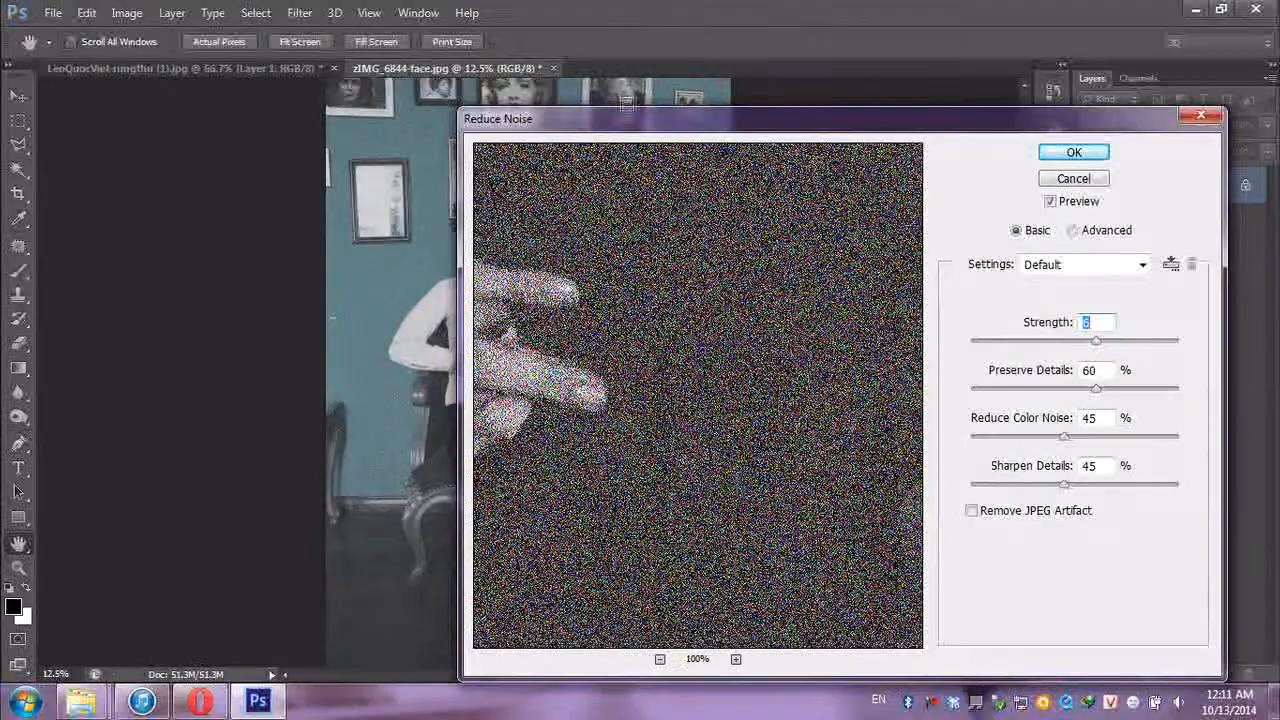 Ps File Edit Image Layer Type Select Filter 3D View Window Help
Scroll All Windows Actual Pixels Fit Screen Fill Screen Print Size
LeoQuocViet-rungthu (1).jpg @ 66.7% (Layer 1, RGB/8) * × zIMG_6844-face.jpg @ 12.5% (RGB/8) * ×
Layers Channels
Kind
Reduce Noise
OK
Cancel
Preview
Basic Advanced
Settings: Default
Strength: 6
Preserve Details: 60 %
Reduce Color Noise: 45 %
Sharpen Details: 45 %
Remove JPEG Artifact
100%
12.5% Doc: 51.3M/51.3M
Ps EN 12:11 AM
10/13/2014